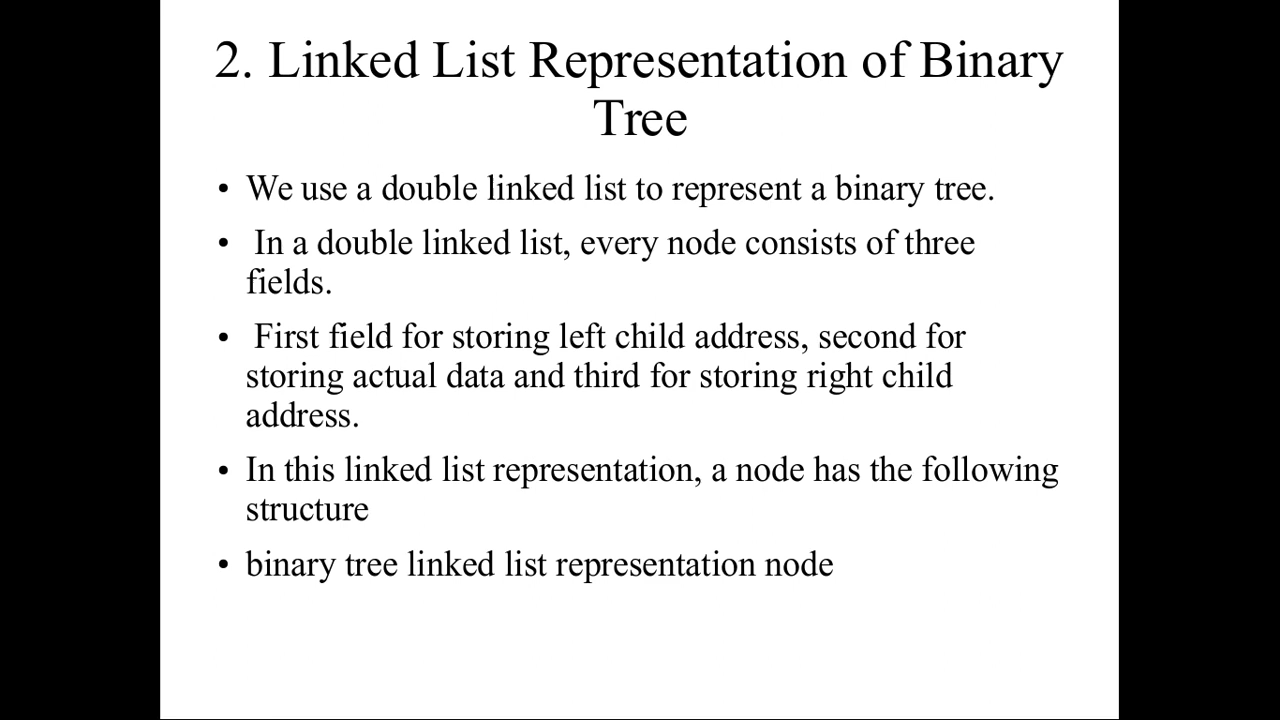 2. Linked List Representation of Binary
Tree
• We use a double linked list to represent a binary tree.
• In a double linked list, every node consists of three
fields.
• First field for storing left child address, second for
storing actual data and third for storing right child
address.
• In this linked list representation, a node has the following
structure
• binary tree linked list representation node